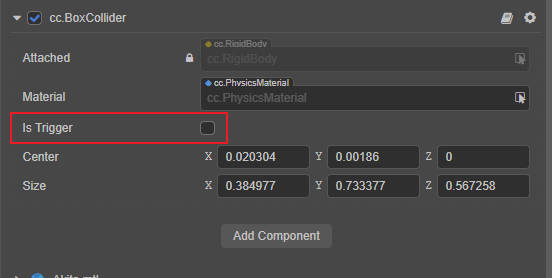 cc.BoxCollider
Attached cc.RigidBody
cc.RigidBody
Material cc.PhysicsMaterial
cc.PhysicsMaterial
Is Trigger
Center X 0.020304 Y 0.00186 Z 0
Size X 0.384977 Y 0.733377 Z 0.567258
Add Component